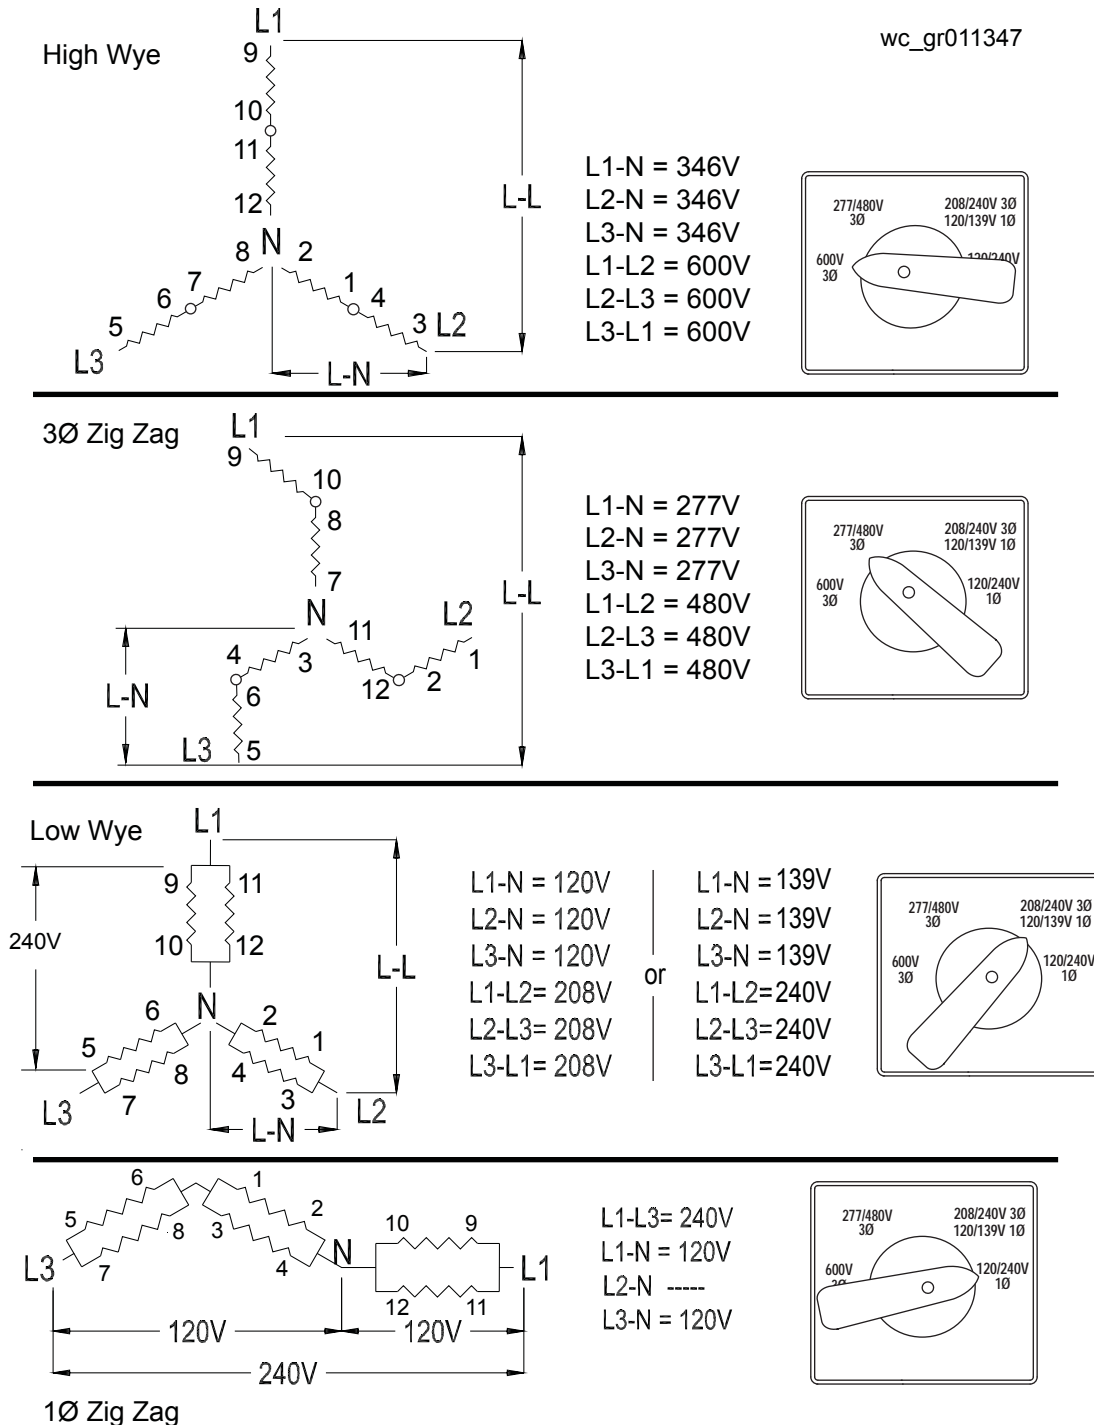 High Wye
wc_gr011347
L1
9
10
11
12
N
8
2
7
1
6
4
5
3
L3
L2
L-L
L-N
L1-N = 346V
L2-N = 346V
L3-N = 346V
L1-L2 = 600V
L2-L3 = 600V
L3-L1 = 600V
277/480V
3Ø
208/240V 3Ø
120/139V 1Ø
600V
3Ø
120/240V
3Ø Zig Zag
L1
9
10
8
7
N
11
L2
4
3
12
2
1
6
L3
5
L-N
L-L
L1-N = 277V
L2-N = 277V
L3-N = 277V
L1-L2 = 480V
L2-L3 = 480V
L3-L1 = 480V
277/480V
3Ø
208/240V 3Ø
120/139V 1Ø
600V
3Ø
120/240V
1Ø
Low Wye
L1
9
11
240V
10
12
L-L
N
6
2
5
1
8
4
7
3
L3
L2
L-N
L1-N = 120V
L2-N = 120V
L3-N = 120V
L1-L2= 208V
L2-L3= 208V
L3-L1= 208V
or
L1-N = 139V
L2-N = 139V
L3-N = 139V
L1-L2=240V
L2-L3=240V
L3-L1=240V
277/480V
3Ø
208/240V 3Ø
120/139V 1Ø
600V
3Ø
120/240V
1Ø
6
1
5
8
3
2
7
4
L3
N
10
9
12
11
L1
120V
120V
240V
L1-L3= 240V
L1-N = 120V
L2-N -----
L3-N = 120V
277/480V
3Ø
208/240V 3Ø
120/139V 1Ø
600V
3Ø
120/240V
1Ø
1Ø Zig Zag